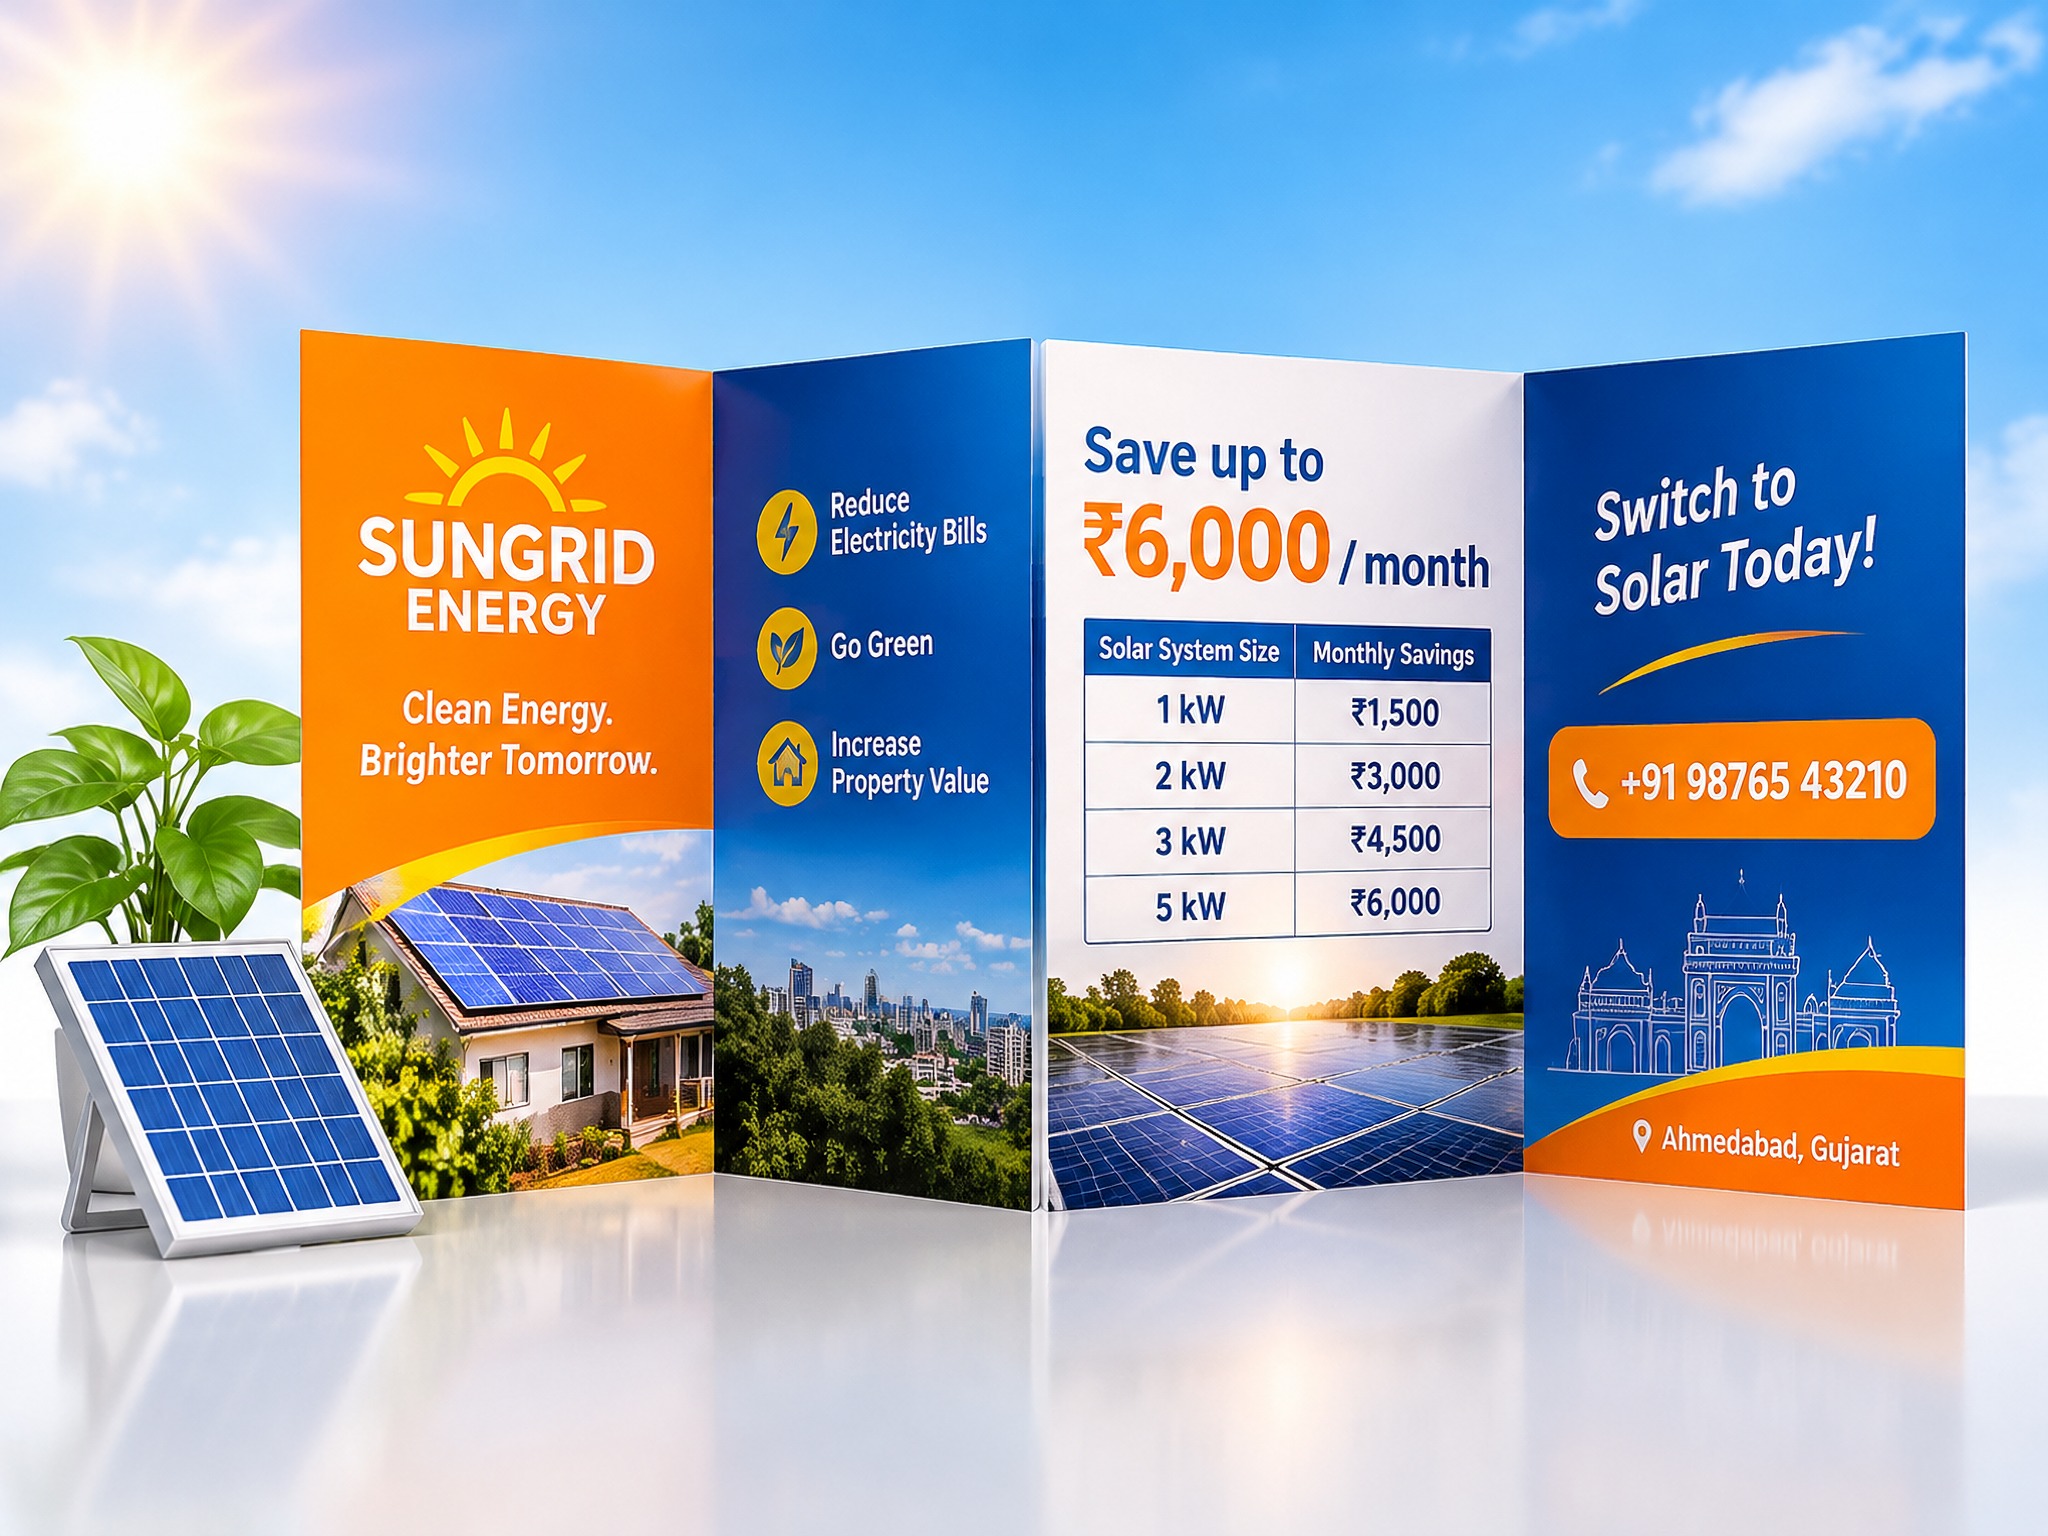 SUNGRID
ENERGY
Clean Energy.
Brighter Tomorrow.
Reduce
Electricity Bills
Go Green
Increase
Property Value
Save up to
₹6,000 / month
Solar System Size Monthly Savings
1 kW ₹1,500
2 kW ₹3,000
3 kW ₹4,500
5 kW ₹6,000
Switch to
Solar Today!
+91 98765 43210
Ahmedabad, Gujarat